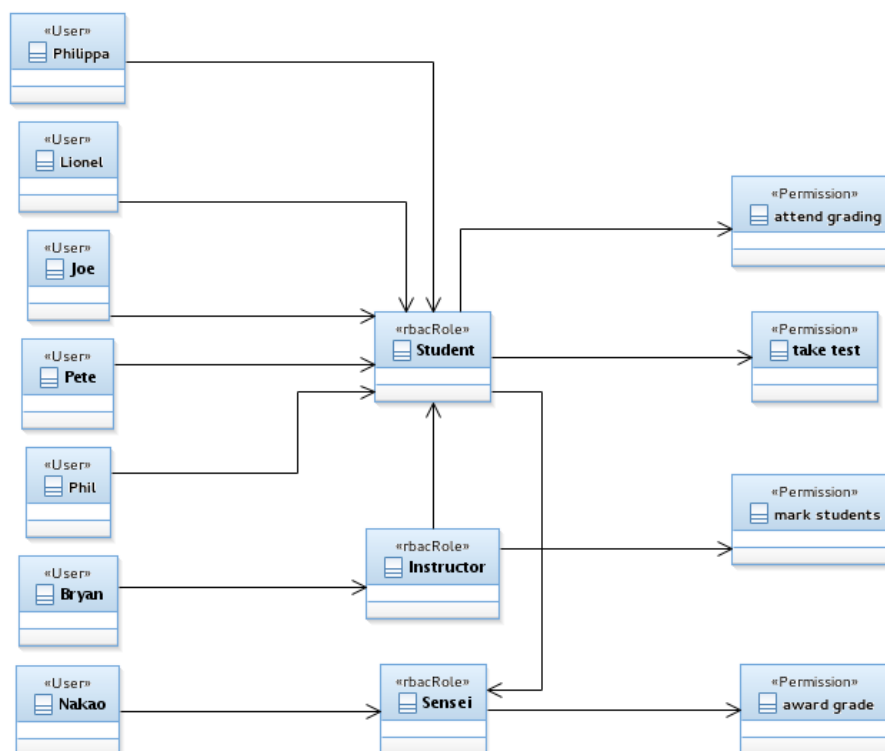 «User»
Philippa
«User»
Lionel
«User»
Joe
«User»
Pete
«User»
Phil
«User»
Bryan
«User»
Nakao
«rbacRole»
Student
«rbacRole»
Instructor
«rbacRole»
Sensei
«Permission»
attend grading
«Permission»
take test
«Permission»
mark students
«Permission»
award grade